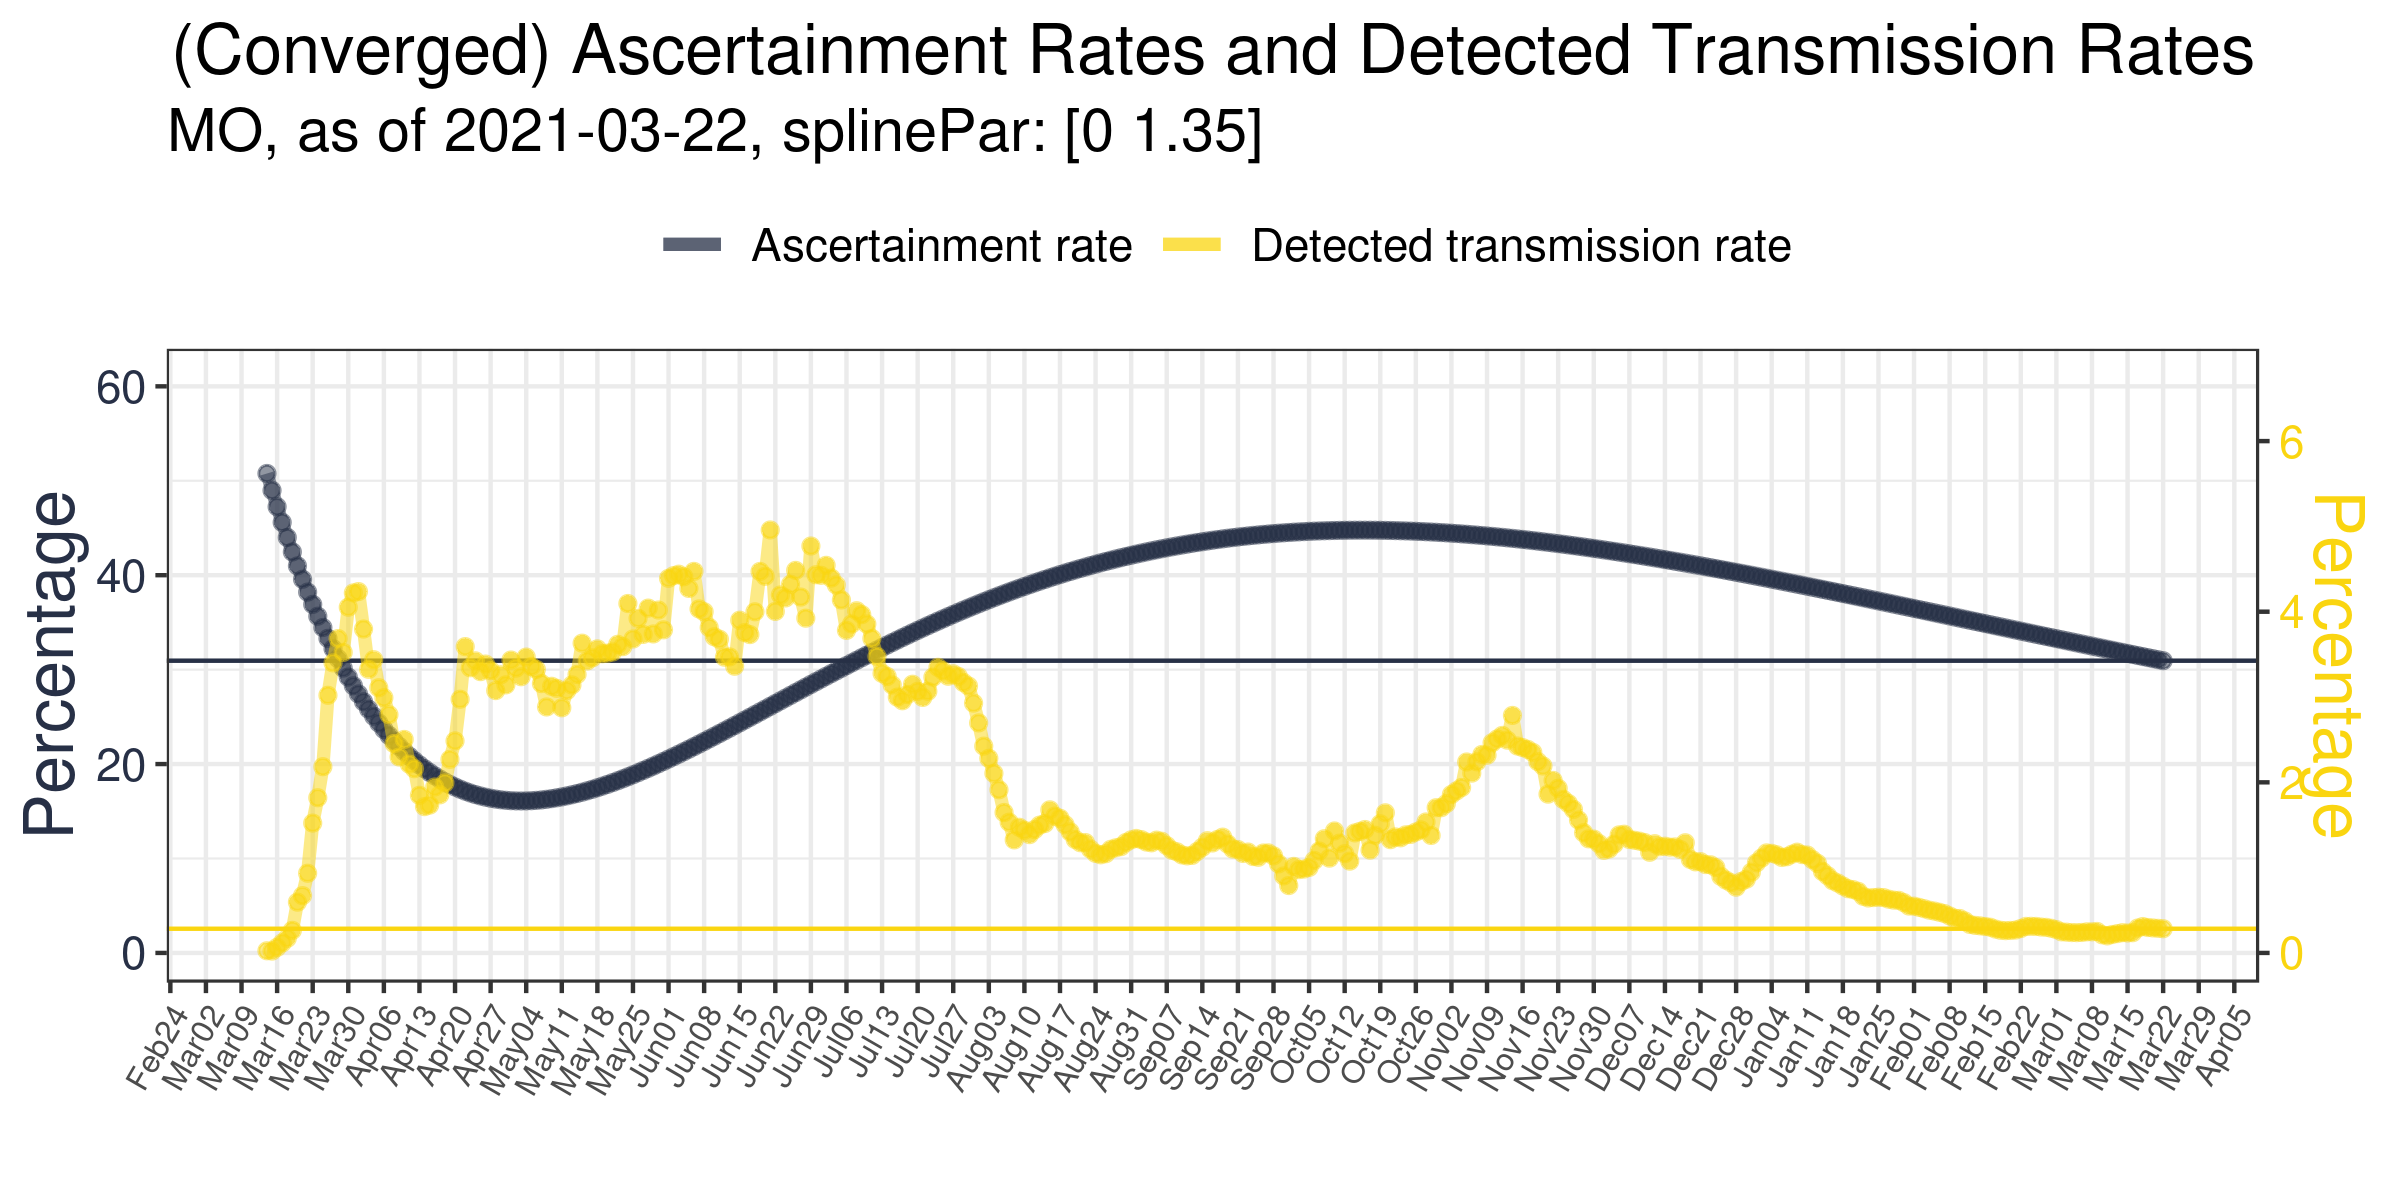 (Converged) Ascertainment Rates and Detected Transmission Rates
MO, as of 2021-03-22, splinePar: [0 1.35]
Ascertainment rate Detected transmission rate
Percentage
60
40
20
0
6
4
2
0
Percentage
Feb24 Mar02 Mar09 Mar16 Mar23 Mar30 Apr06 Apr13 Apr20 Apr27 May04 May11 May18 May25 Jun01 Jun08 Jun15 Jun22 Jun29 Jul06 Jul13 Jul20 Jul27 Aug03 Aug10 Aug17 Aug24 Aug31 Sep07 Sep14 Sep21 Sep28 Oct05 Oct12 Oct19 Oct26 Nov02 Nov09 Nov16 Nov23 Nov30 Dec07 Dec14 Dec21 Dec28 Jan04 Jan11 Jan18 Jan25 Feb01 Feb08 Feb15 Feb22 Mar01 Mar08 Mar15 Mar22 Mar29 Apr05